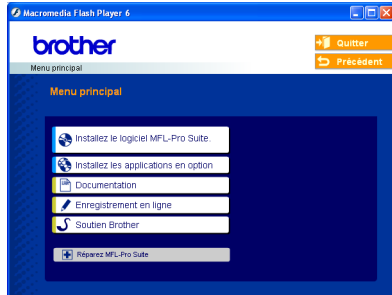 Macromedia Flash Player 6
brother
Quitter
Menu principal
Précédent
Menu principal
Installez le logiciel MFL-Pro Suite.
Installez les applications en option
Documentation
Enregistrement en ligne
Soutien Brother
Réparez MFL-Pro Suite